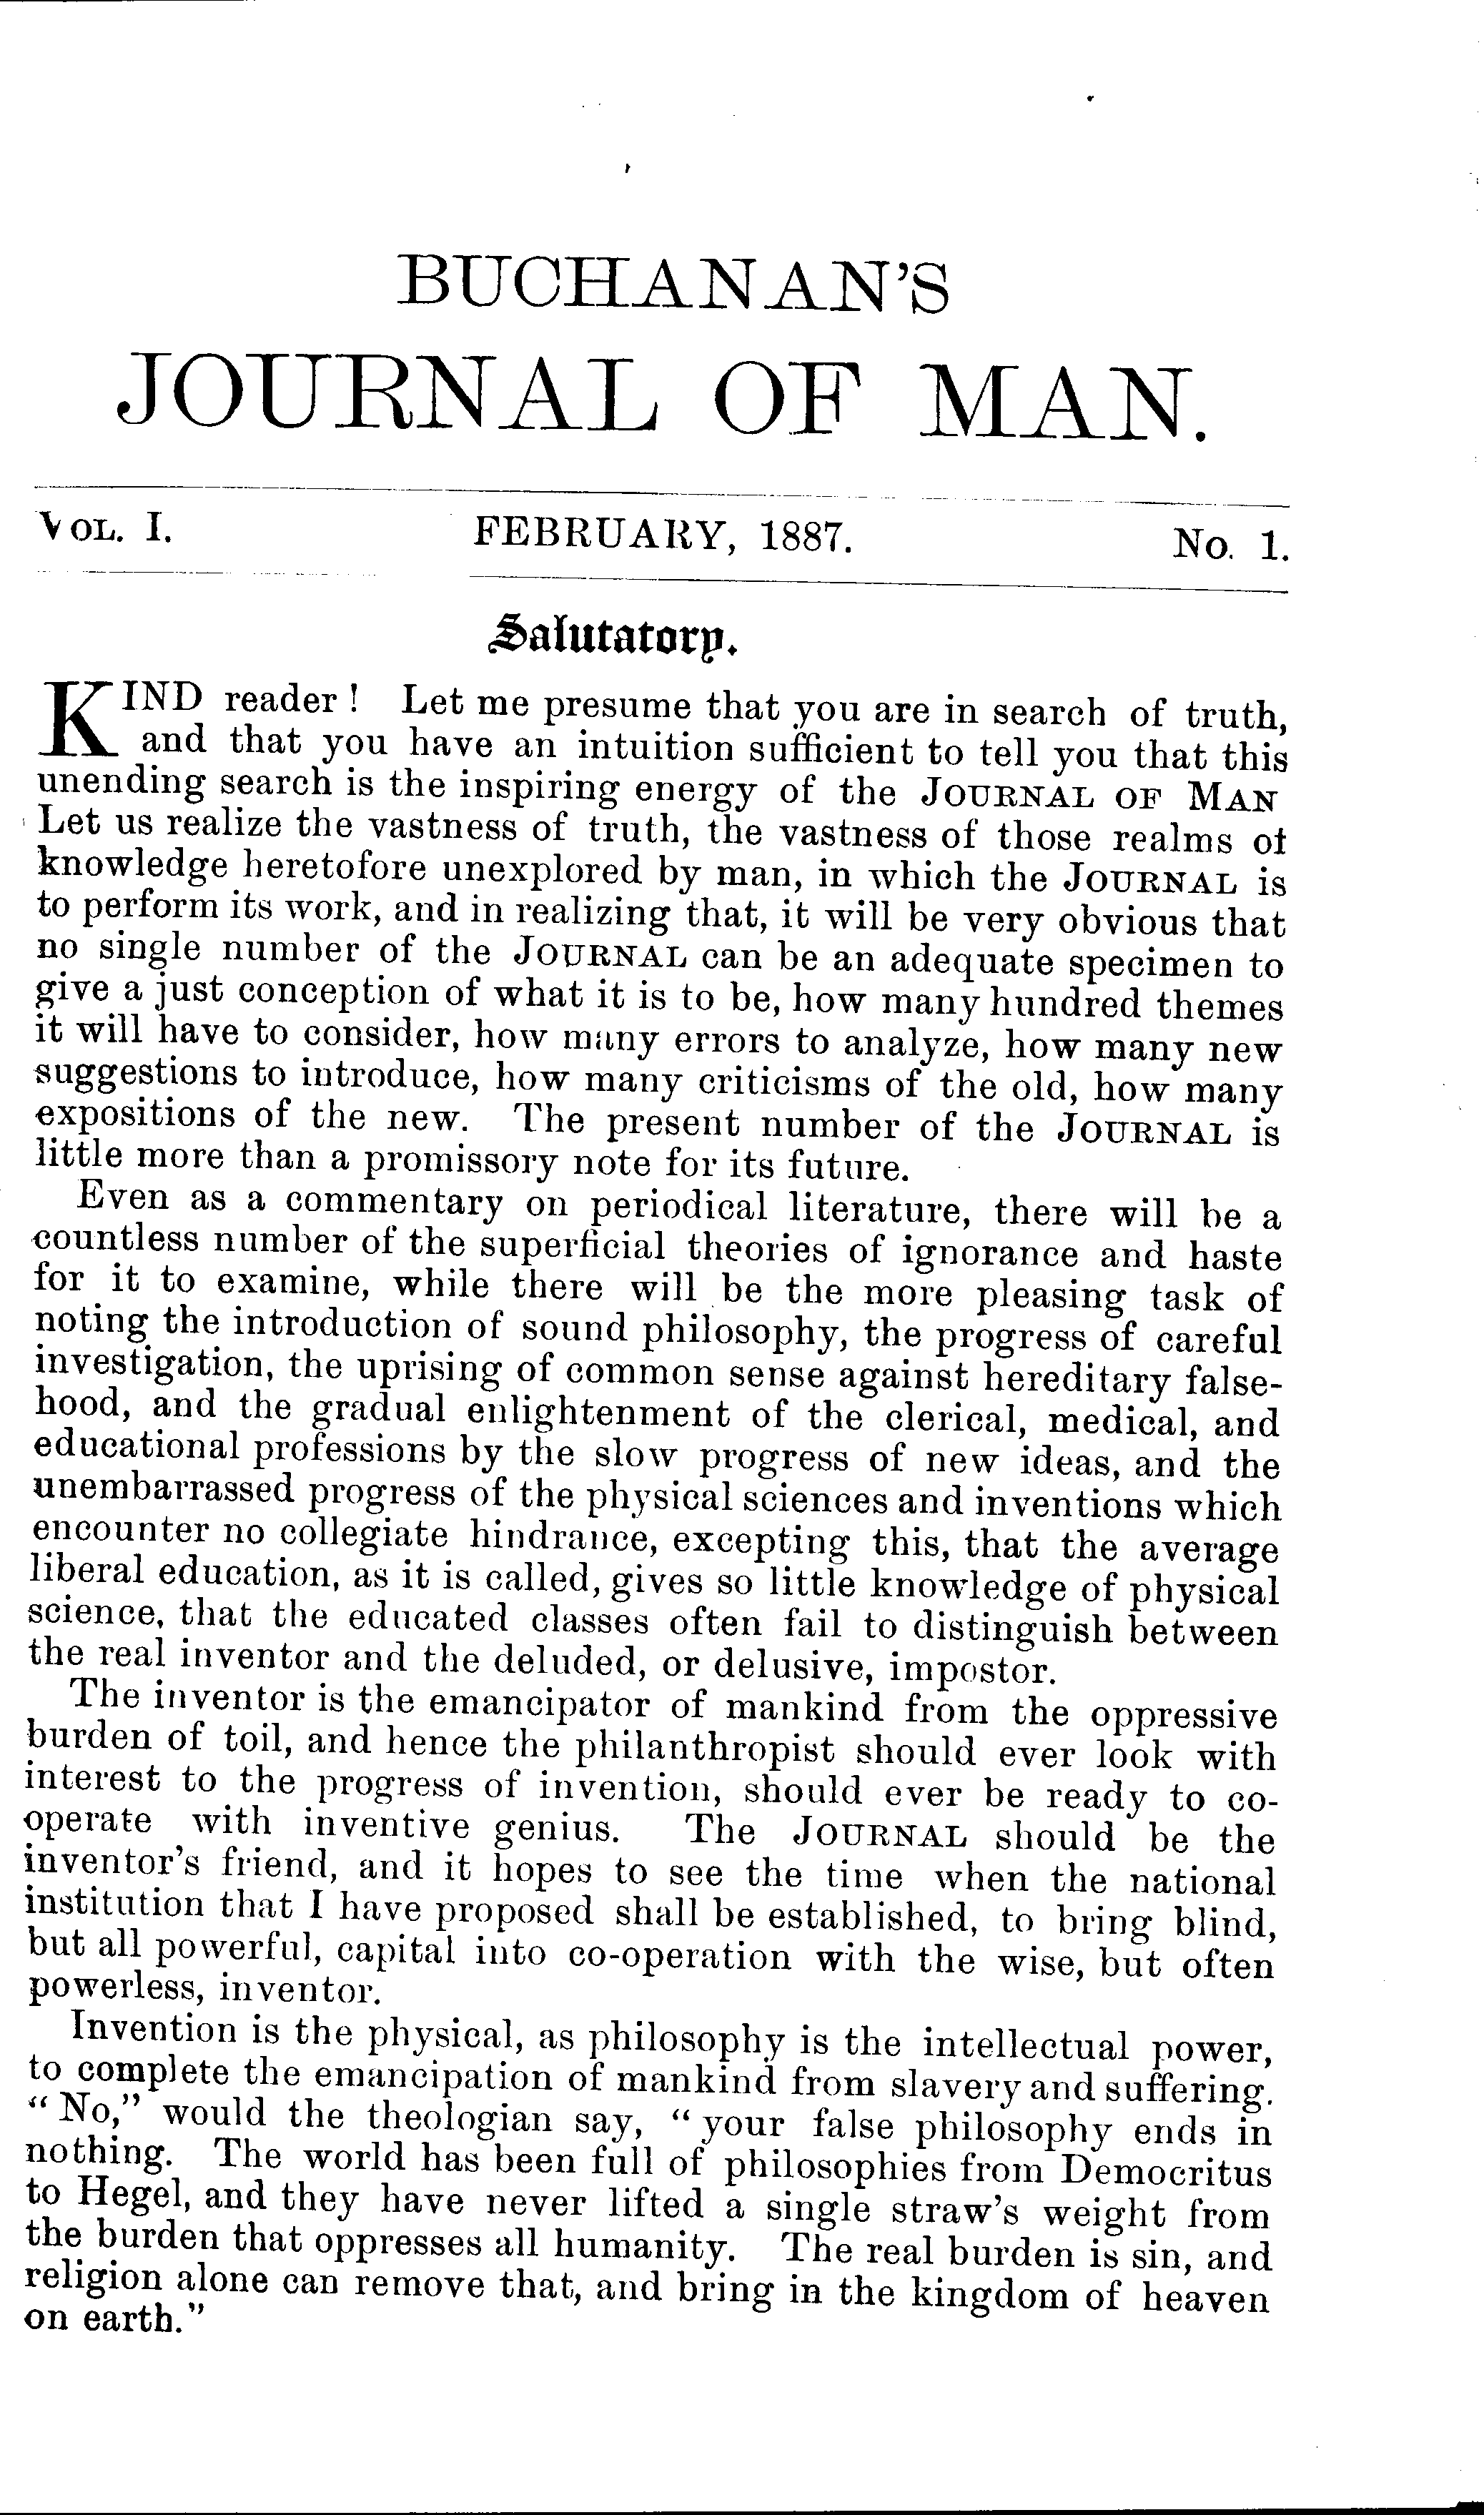 BUCHANAN'S
JOURNAL OF MAN.
VOL. I. FEBRUARY, 1887. No. 1.
Salutatory.
KIND reader! Let me presume that you are in search of truth,
and that you have an intuition sufficient to tell you that this
unending search is the inspiring energy of the JOURNAL OF MAN
Let us realize the vastness of truth, the vastness of those realms of
knowledge heretofore unexplored by man, in which the JOURNAL is
to perform its work, and in realizing that, it will be very obvious that
no single number of the JOURNAL can be an adequate specimen to
give a just conception of what it is to be, how many hundred themes
it will have to consider, how many errors to analyze, how many new
suggestions to introduce, how many criticisms of the old, how many
expositions of the new. The present number of the JOURNAL is
little more than a promissory note for its future.
Even as a commentary on periodical literature, there will be a
countless number of the superficial theories of ignorance and haste
for it to examine, while there will be the more pleasing task of
noting the introduction of sound philosophy, the progress of careful
investigation, the uprising of common sense against hereditary false-
hood, and the gradual enlightenment of the clerical, medical, and
educational professions by the slow progress of new ideas, and the
unembarrassed progress of the physical sciences and inventions which
encounter no collegiate hindrance, excepting this, that the average
liberal education, as it is called, gives so little knowledge of physical
science, that the educated classes often fail to distinguish between
the real inventor and the deluded, or delusive, impostor.
The inventor is the emancipator of mankind from the oppressive
burden of toil, and hence the philanthropist should ever look with
interest to the progress of invention, should ever be ready to co-
operate with inventive genius. The JOURNAL should be the
inventor's friend, and it hopes to see the time when the national
institution that I have proposed shall be established, to bring blind,
but all powerful, capital into co-operation with the wise, but often
powerless, inventor.
Invention is the physical, as philosophy is the intellectual power,
to complete the emancipation of mankind from slavery and suffering.
"No," would the theologian say, "your false philosophy ends in
nothing. The world has been full of philosophies from Democritus
to Hegel, and they have never lifted a single straw's weight from
the burden that oppresses all humanity. The real burden is sin, and
religion alone can remove that, and bring in the kingdom of heaven
on earth."